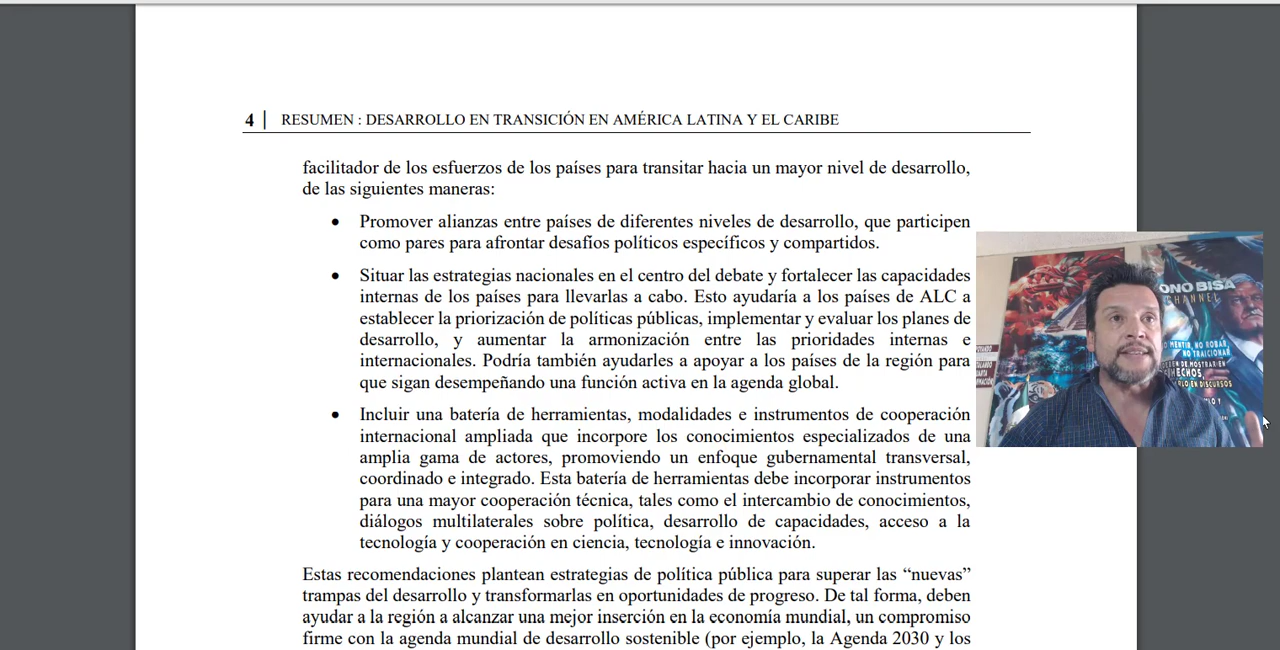 4 | RESUMEN : DESARROLLO EN TRANSICIÓN EN AMÉRICA LATINA Y EL CARIBE
facilitador de los esfuerzos de los países para transitar hacia un mayor nivel de desarrollo,
de las siguientes maneras:
• Promover alianzas entre países de diferentes niveles de desarrollo, que participen
como pares para afrontar desafíos políticos específicos y compartidos.
• Situar las estrategias nacionales en el centro del debate y fortalecer las capacidades
internas de los países para llevarlas a cabo. Esto ayudaría a los países de ALC a
establecer la priorización de políticas públicas, implementar y evaluar los planes de
desarrollo, y aumentar la armonización entre las prioridades internas e
internacionales. Podría también ayudarles a apoyar a los países de la región para
que sigan desempeñando una función activa en la agenda global.
• Incluir una batería de herramientas, modalidades e instrumentos de cooperación
internacional ampliada que incorpore los conocimientos especializados de una
amplia gama de actores, promoviendo un enfoque gubernamental transversal,
coordinado e integrado. Esta batería de herramientas debe incorporar instrumentos
para una mayor cooperación técnica, tales como el intercambio de conocimientos,
diálogos multilaterales sobre política, desarrollo de capacidades, acceso a la
tecnología y cooperación en ciencia, tecnología e innovación.
Estas recomendaciones plantean estrategias de política pública para superar las “nuevas”
trampas del desarrollo y transformarlas en oportunidades de progreso. De tal forma, deben
ayudar a la región a alcanzar una mejor inserción en la economía mundial, un compromiso
firme con la agenda mundial de desarrollo sostenible (por ejemplo, la Agenda 2030 y los
ONO BISA
CHANNEL
MENTIR, NO ROBAR,
NO TRAICIONAR
DE MOSTRAR EN
HECHOS,
EN DISCURSOS